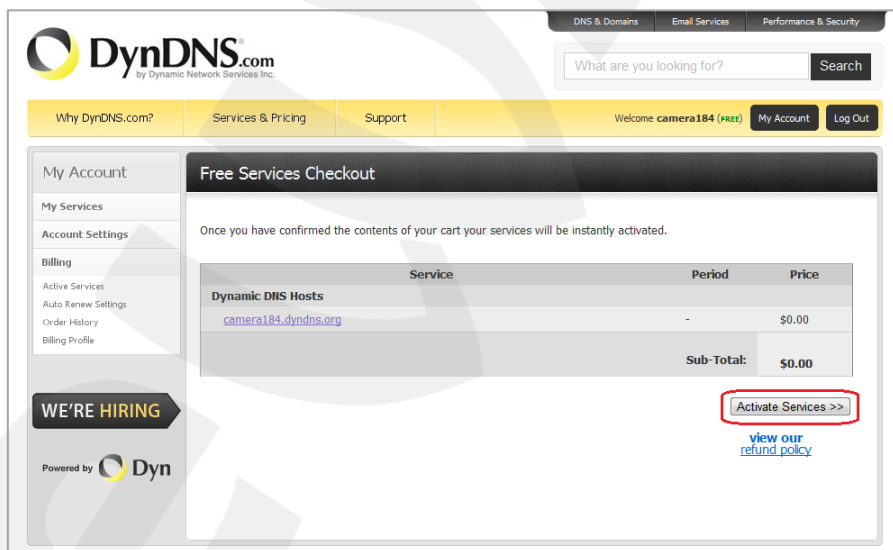 DNS & Domains Email Services Performance & Security
DynDNS.com
by Dynamic Network Services Inc.
What are you looking for? Search
Why DynDNS.com? Services & Pricing Support Welcome camera184 (FREE) My Account Log Out
My Account
My Services
Account Settings
Billing
Active Services
Auto Renew Settings
Order History
Billing Profile
WE'RE HIRING
Powered by Dyn
Free Services Checkout
Once you have confirmed the contents of your cart your services will be instantly activated.
Service Period Price
Dynamic DNS Hosts
camera184.dyndns.org - $0.00
Sub-Total: $0.00
Activate Services >>
view our
refund policy